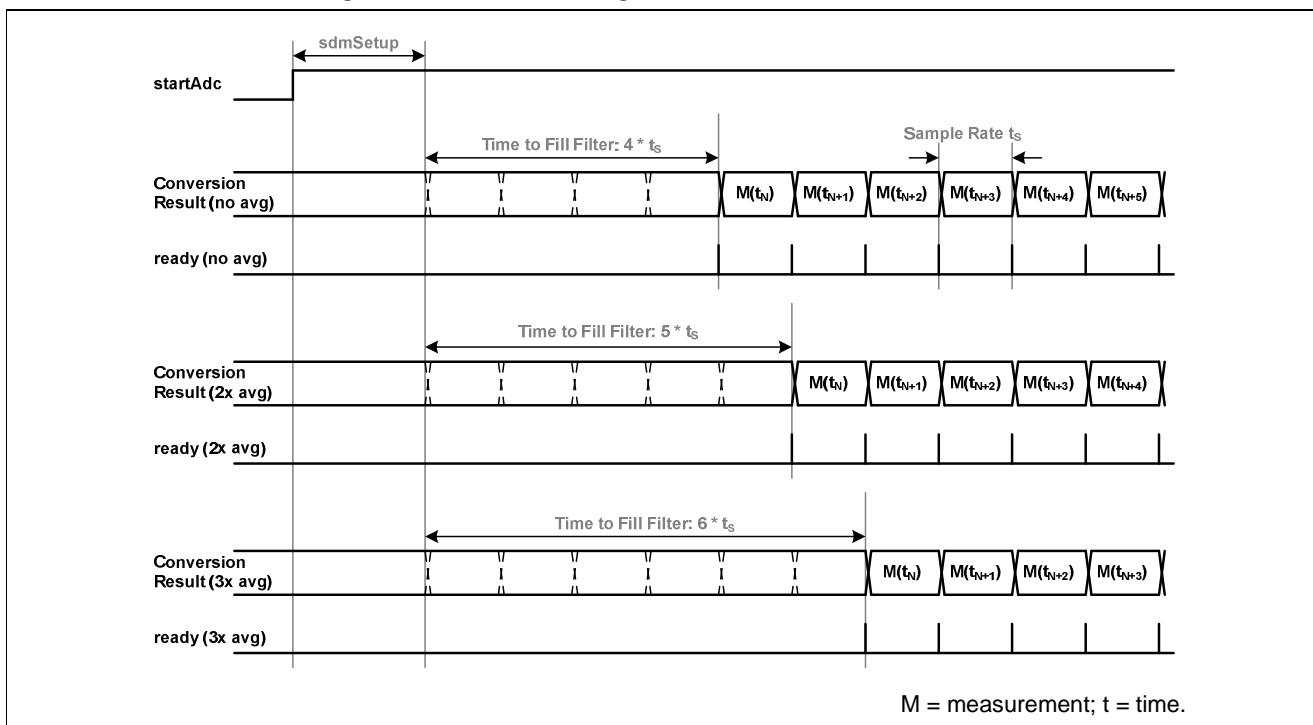 sdmSetup
startAdc
Time to Fill Filter: 4 * tS
Sample Rate tS
Conversion
Result (no avg)
M(tN) M(tN+1) M(tN+2) M(tN+3) M(tN+4) M(tN+5)
ready (no avg)
Time to Fill Filter: 5 * tS
Conversion
Result (2x avg)
M(tN) M(tN+1) M(tN+2) M(tN+3) M(tN+4)
ready (2x avg)
Time to Fill Filter: 6 * tS
Conversion
Result (3x avg)
M(tN) M(tN+1) M(tN+2) M(tN+3)
ready (3x avg)
M = measurement; t = time.